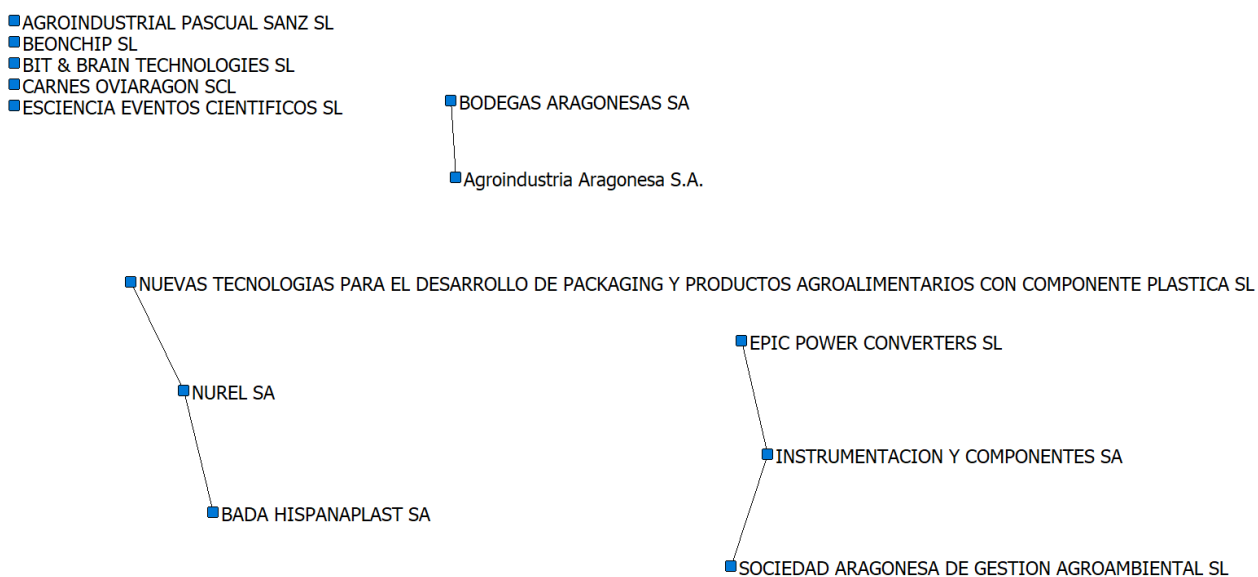 AGROINDUSTRIAL PASCUAL SANZ SL
BEONCHIP SL
BIT & BRAIN TECHNOLOGIES SL
CARNES OVIARAGON SCL
ESCIENCIA EVENTOS CIENTIFICOS SL
BODEGAS ARAGONESAS SA
Agroindustria Aragonesa S.A.
NUEVAS TECNOLOGIAS PARA EL DESARROLLO DE PACKAGING Y PRODUCTOS AGROALIMENTARIOS CON COMPONENTE PLASTICA SL
EPIC POWER CONVERTERS SL
NUREL SA
INSTRUMENTACION Y COMPONENTES SA
BADA HISPANAPLAST SA
SOCIEDAD ARAGONESA DE GESTION AGROAMBIENTAL SL